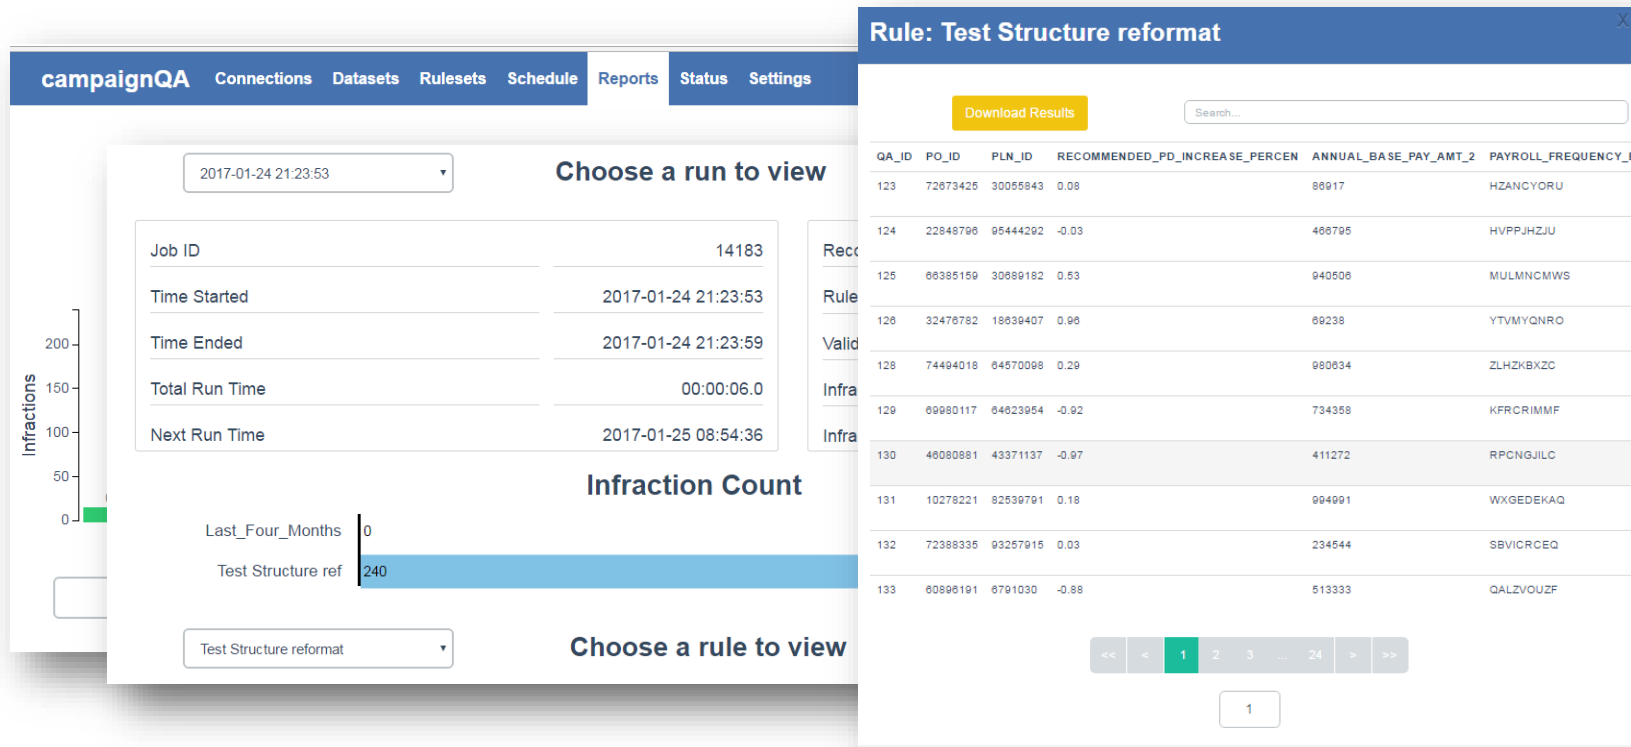 campaignQA Connections Datasets Rulesets Schedule Reports Status Settings
Infractions
200
150
100
50
0
2017-01-24 21:23:53
Choose a run to view
Job ID 14183
Time Started 2017-01-24 21:23:53
Time Ended 2017-01-24 21:23:59
Total Run Time 00:00:06.0
Next Run Time 2017-01-25 08:54:36
Reco
Rule
Valid
Infra
Infra
Infraction Count
Last_Four_Months 0
Test Structure ref 240
Test Structure reformat
Choose a rule to view
Rule: Test Structure reformat X
Download Results
Search...
QA_ID PO_ID PLN_ID RECOMMENDED_PD_INCREASE_PERCEN ANNUAL_BASE_PAY_AMT_2 PAYROLL_FREQUENCY_
123 72673425 30055843 0.08 86917 HZANCYORU
124 22848796 95444292 -0.03 466795 HVPPJHZJU
125 66385159 30689182 0.53 940506 MULMNCMWS
126 32476782 18639407 0.96 69238 YTVMYQNRO
128 74494018 64570098 0.29 980634 ZLHZKBXZC
129 69980117 64623954 -0.92 734358 KFRCRIMMF
130 46080881 43371137 -0.97 411272 RPCNGJILC
131 10278221 82539791 0.18 994991 WXGEDEKAQ
132 72388335 93257915 0.03 234544 SBVICRCEQ
133 60896191 6791030 -0.88 513333 QALZVOUZF
<< < 1 2 3 ... 24 > >>
1